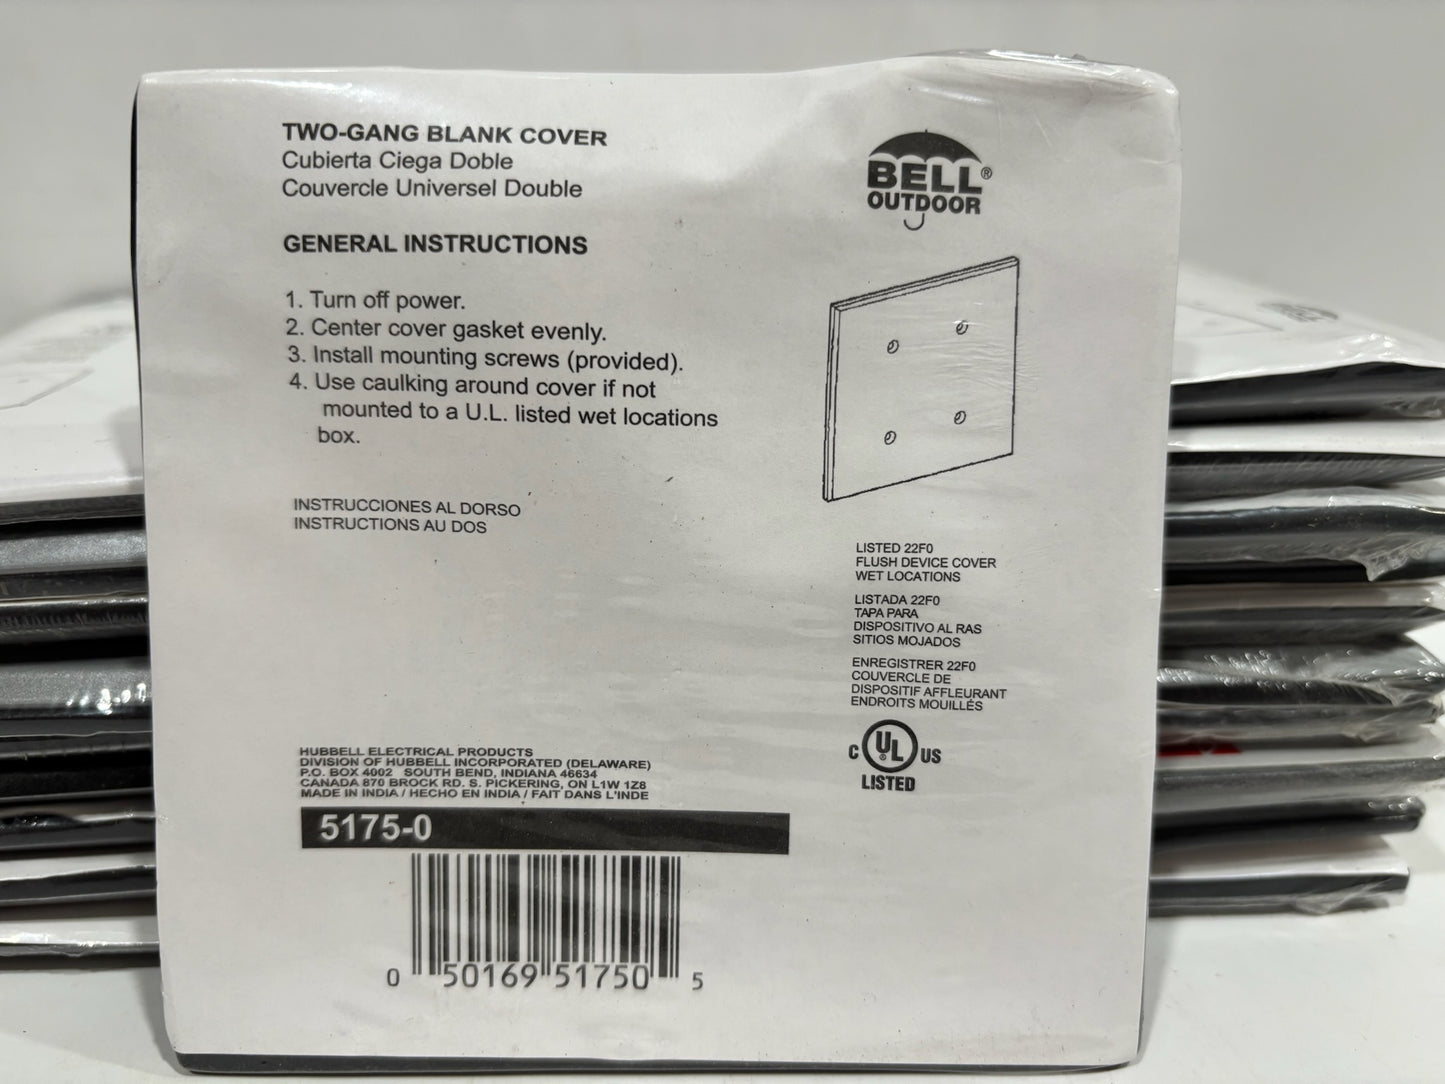 TWO-GANG BLANK COVER
Cubierta Ciega Doble
Couvercle Universel Double
GENERAL INSTRUCTIONS
1. Turn off power.
2. Center cover gasket evenly.
3. Install mounting screws (provided).
4. Use caulking around cover if not
mounted to a U.L. listed wet locations
box.
INSTRUCCIONES AL DORSO
INSTRUCTIONS AU DOS
BELL®
OUTDOOR
LISTED 22F0
FLUSH DEVICE COVER
WET LOCATIONS
LISTADA 22F0
TAPA PARA
DISPOSITIVO AL RAS
SITIOS MOJADOS
ENREGISTRER 22F0
COUVERCLE DE
DISPOSITIF AFFLEURANT
ENDROITS MOUILLÉS
C UL® US
LISTED
HUBBELL ELECTRICAL PRODUCTS
DIVISION OF HUBBELL INCORPORATED (DELAWARE)
P.O. BOX 4002 SOUTH BEND, INDIANA 46634
CANADA 870 BROCK RD. S. PICKERING, ON L1W 1Z8
MADE IN INDIA / HECHO EN INDIA / FAIT DANS L'INDE
5175-0
0 50169 51750 5